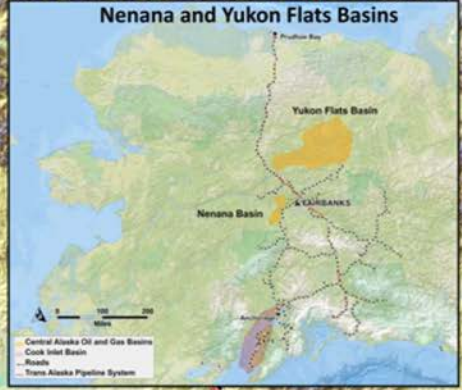 Nenana and Yukon Flats Basins
Prudhoe Bay
Yukon Flats Basin
FAIRBANKS
Nenana Basin
0 100 200
Miles
Central Alaska Oil and Gas Basins
Cook Inlet Basin
Roads
Trans Alaska Pipeline System